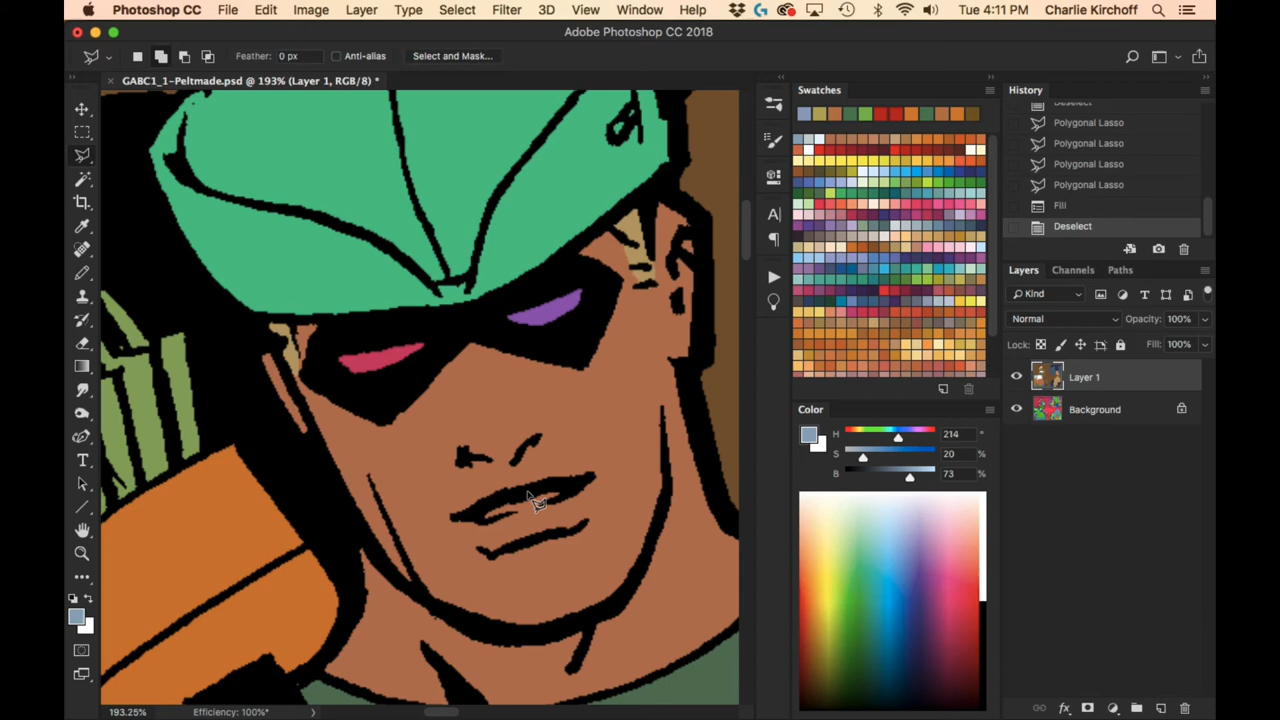 Photoshop CC File Edit Image Layer Type Select Filter 3D View Window Help Tue 4:11 PM Charlie Kirchoff
Adobe Photoshop CC 2018
Feather: 0 px Anti-alias Select and Mask...
× GABC1_1-Peltmade.psd @ 193% (Layer 1, RGB/8) *
Swatches
History
Deselect
Polygonal Lasso
Polygonal Lasso
Polygonal Lasso
Polygonal Lasso
Fill
Deselect
Layers Channels Paths
Kind
Normal Opacity: 100%
Lock: Fill: 100%
Layer 1
Background
Color
H 214 °
S 20 %
B 73 %
193.25% Efficiency: 100%*